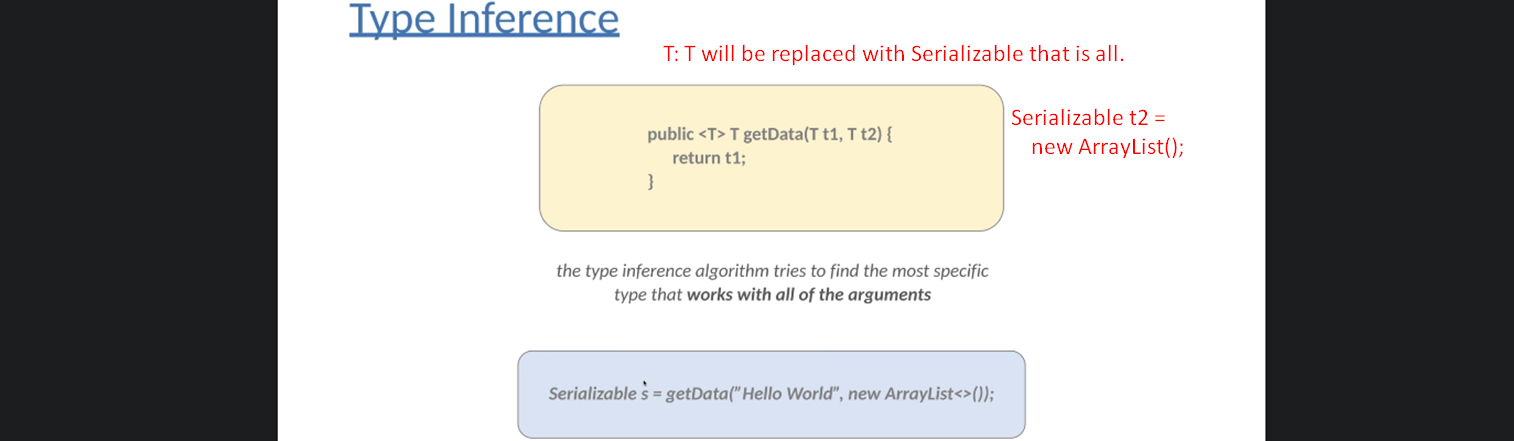 Type Inference
T: T will be replaced with Serializable that is all.
public <T> T getData(T t1, T t2) {
return t1;
}
Serializable t2 =
new ArrayList();
the type inference algorithm tries to find the most specific
type that works with all of the arguments
Serializable s = getData("Hello World", new ArrayList<>());